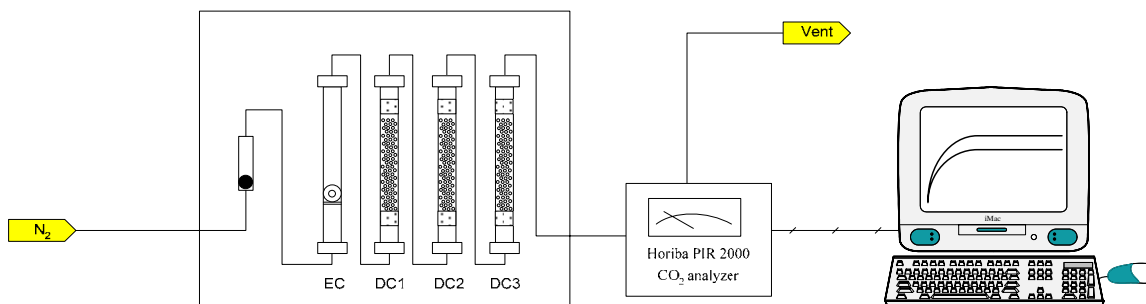 Vent
N₂
EC
DC1
DC2
DC3
Horiba PIR 2000
CO₂ analyzer
iMac